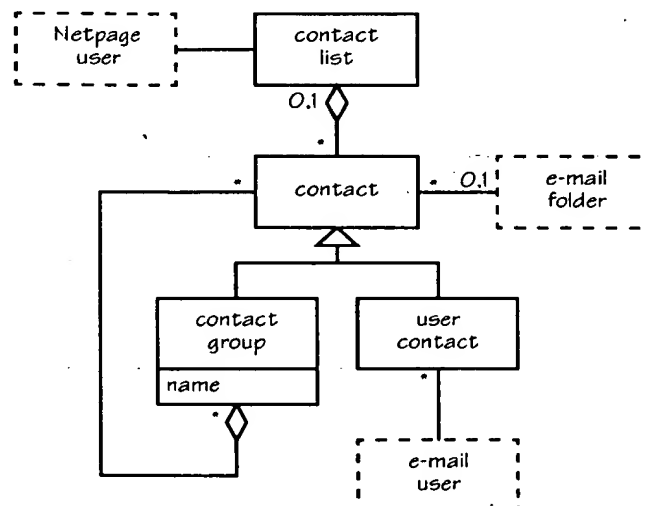 Netpage
user
contact
list
0,1
*
contact
*
*
0,1
e-mail
folder
contact
group
name
*
user
contact
*
e-mail
user